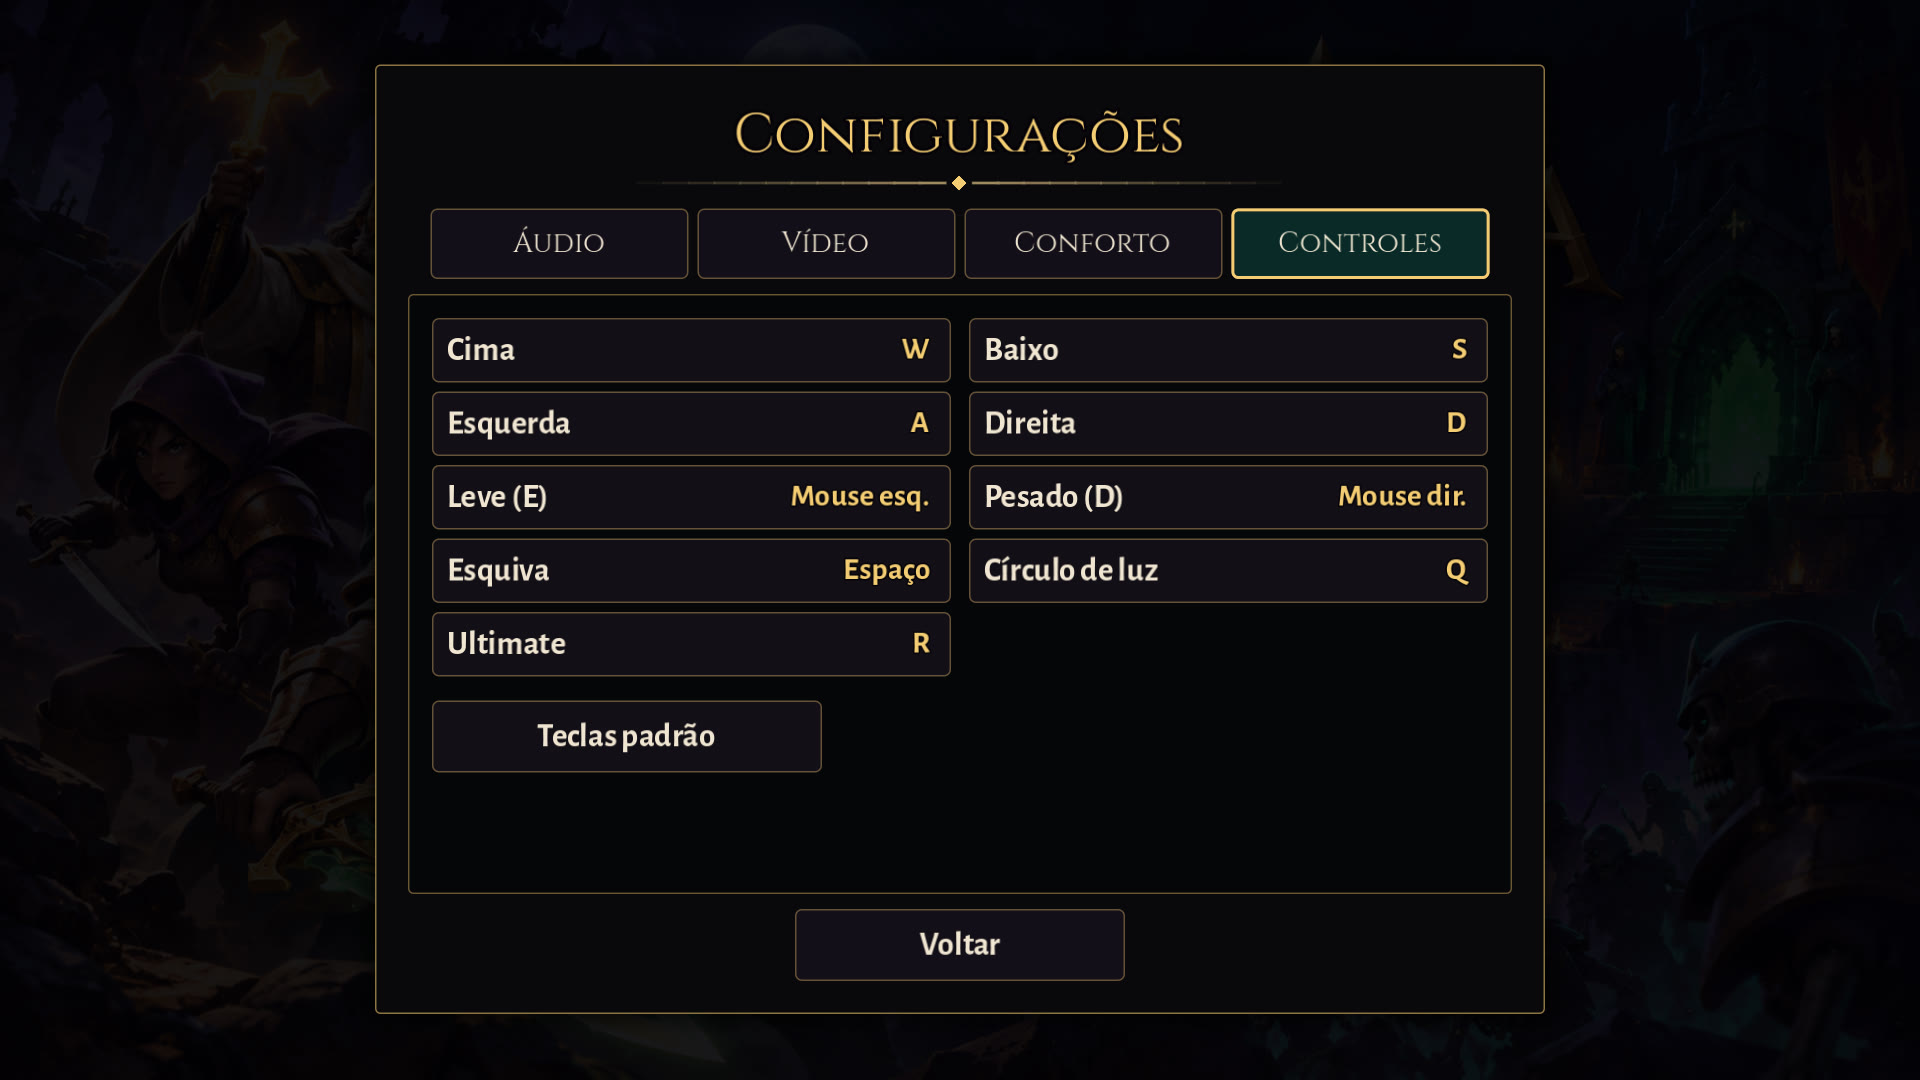 Configurações
Áudio
Vídeo
Conforto
Controles
Cima W
Baixo S
Esquerda A
Direita D
Leve (E) Mouse esq.
Pesado (D) Mouse dir.
Esquiva Espaço
Círculo de luz Q
Ultimate R
Teclas padrão
Voltar